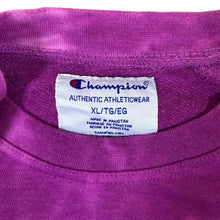 Champion
AUTHENTIC ATHLETICWEAR
XL/TG/EG
MADE IN PAKISTAN
FABRIQUÉ AU PAKISTAN
HECHO EN PAKISTAN